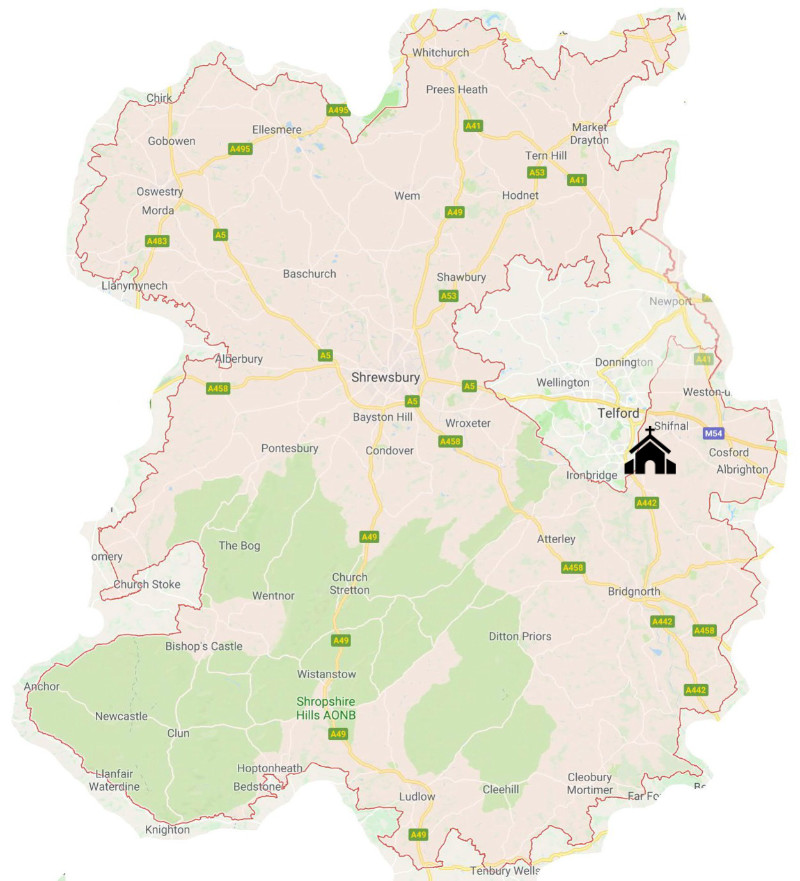 M
Whitchurch
Prees Heath
Chirk
A495
Ellesmere
A41
Market
Drayton
Gobowen
A495
Tern Hill
A53
A41
Oswestry
Wem
Hodnet
Morda
A49
A5
A483
Baschurch
Shawbury
Llanymynech
A53
Newport
Alderbury
A5
Donnington
A41
Shrewsbury
Wellington
A458
A5
Weston-u
A5
Telford
Bayston Hill
Wroxeter
Shifnal
M54
A458
Pontesbury
Condover
Cosford
Albrighton
Ironbridge
A442
A49
Atterley
The Bog
omery
A458
Church Stoke
Church
Stretton
Wentnor
Bridgnorth
A442
A458
Ditton Priors
A49
Bishop's Castle
Wistanstow
Anchor
A442
Shropshire
Hills AONB
Newcastle
Clun
A49
Hoptonheath
Llanfair
Waterdine
Bedstone
Cleobury
Mortimer
Cleehill
Ludlow
Far Fo
Be
Knighton
A49
Tenbury Wells